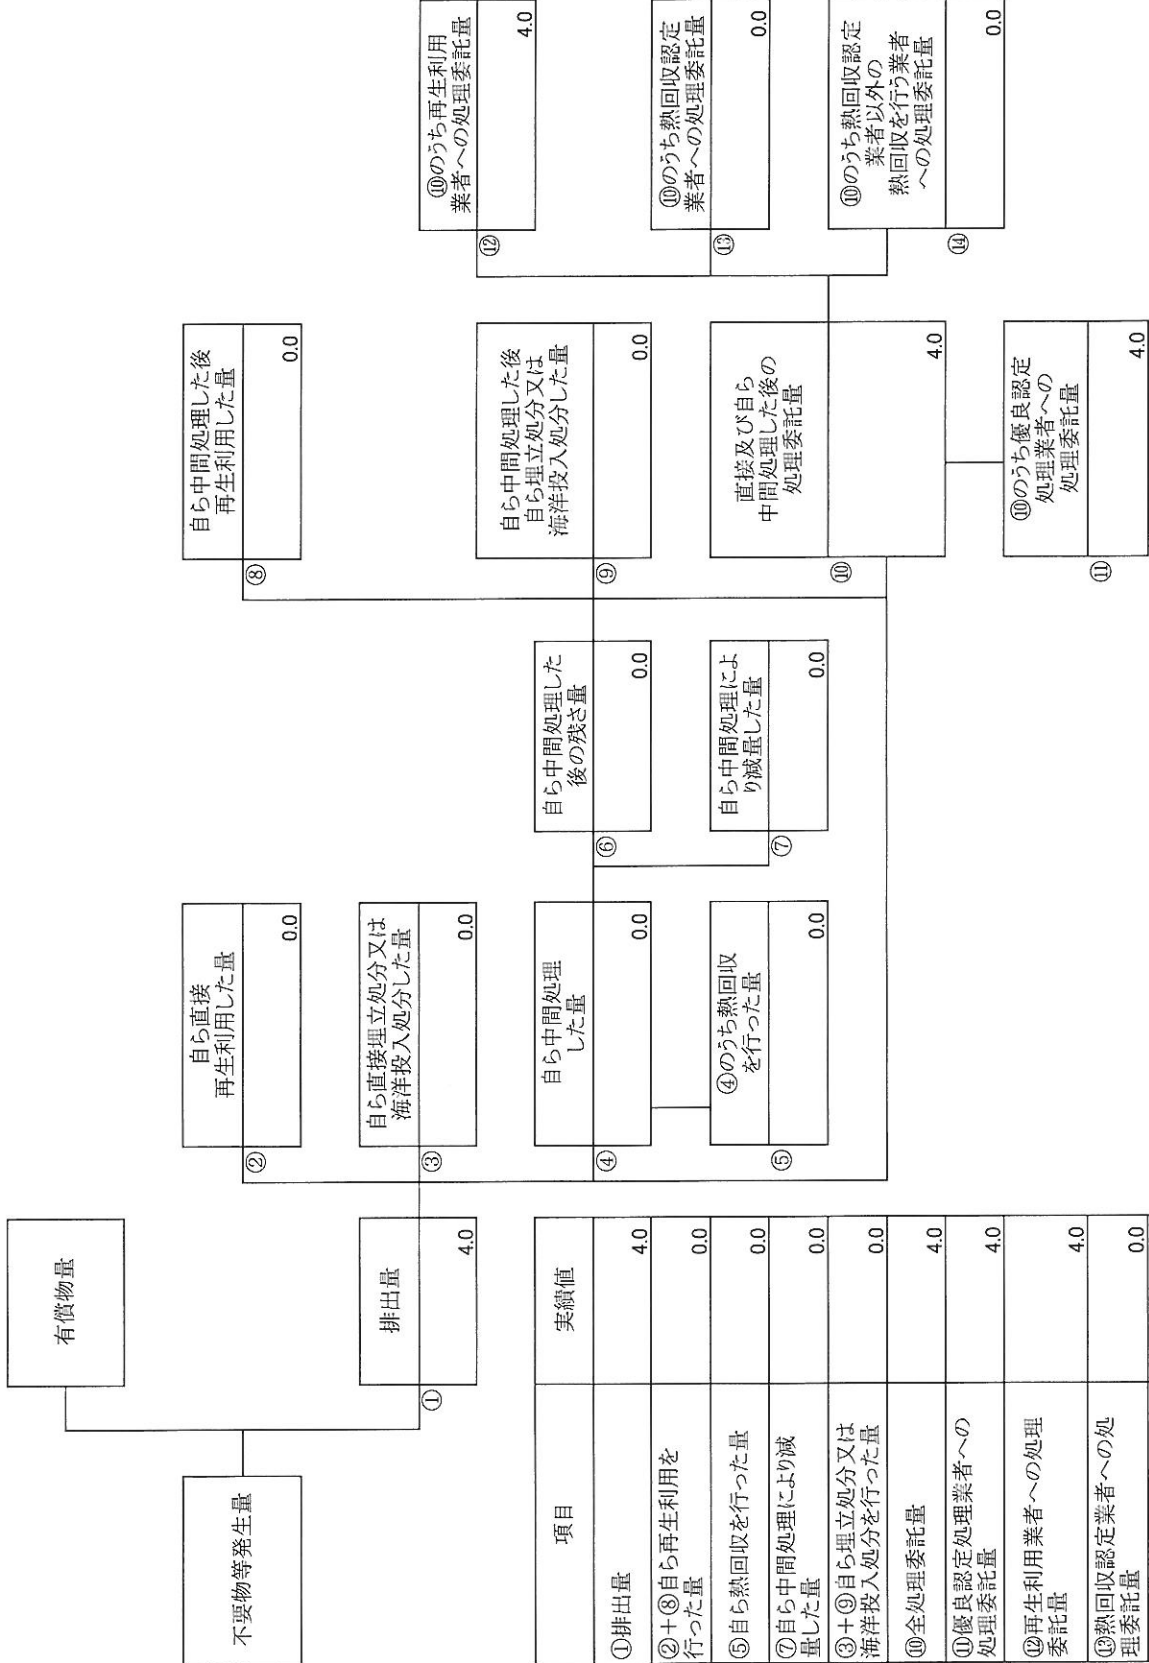 不要物等発生量
有償物量
①
排出量
4.0
②
自ら直接
再生利用した量
0.0
③
自ら直接埋立処分又は
海洋投入処分した量
0.0
④
自ら中間処理
した量
0.0
⑤
④のうち熱回収
を行った量
0.0
⑥
自ら中間処理した
後の残さ量
0.0
⑦
自ら中間処理によ
り減量した量
0.0
⑧
自ら中間処理した後
再生利用した量
0.0
⑨
自ら中間処理した後
自ら埋立処分又は
海洋投入処分した量
0.0
⑩
直接及び自ら
中間処理した後の
処理委託量
4.0
⑪
⑩のうち優良認定
処理業者への
処理委託量
4.0
⑫
⑩のうち再生利用
業者への処理委託量
4.0
⑬
⑩のうち熱回収認定
業者への処理委託量
0.0
⑭
⑩のうち熱回収認定
業者以外の
熱回収を行う業者
への処理委託量
0.0
項目
実績値
①排出量
4.0
②+⑧自ら再生利用を
行った量
0.0
⑤自ら熱回収を行った量
0.0
⑦自ら中間処理により減
量した量
0.0
③+⑨自ら埋立処分又は
海洋投入処分を行った量
0.0
⑩全処理委託量
4.0
⑪優良認定処理業者への
処理委託量
4.0
⑫再生利用業者への処理
委託量
4.0
⑬熱回収認定業者への処
理委託量
0.0